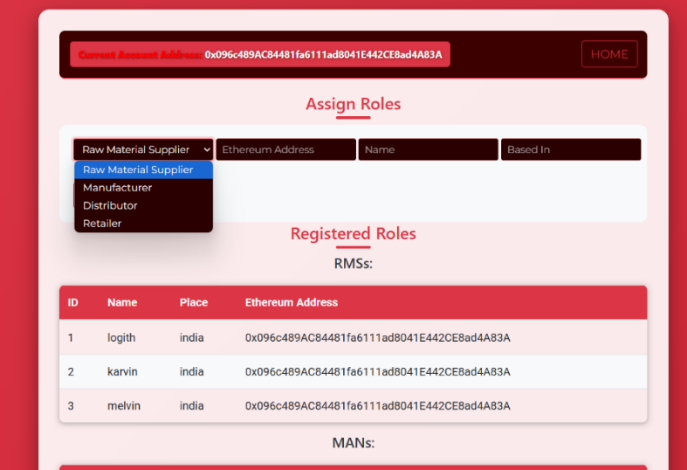 Current Account Address: 0x096c489AC84481fa6111ad8041E442CE8ad4A83A HOME
Assign Roles
Raw Material Supplier Ethereum Address Name Based In
Raw Material Supplier
Manufacturer
Distributor
Retailer
Registered Roles
RMSs:
ID Name Place Ethereum Address
1 logith india 0x096c489AC84481fa6111ad8041E442CE8ad4A83A
2 karvin india 0x096c489AC84481fa6111ad8041E442CE8ad4A83A
3 melvin india 0x096c489AC84481fa6111ad8041E442CE8ad4A83A
MANs: